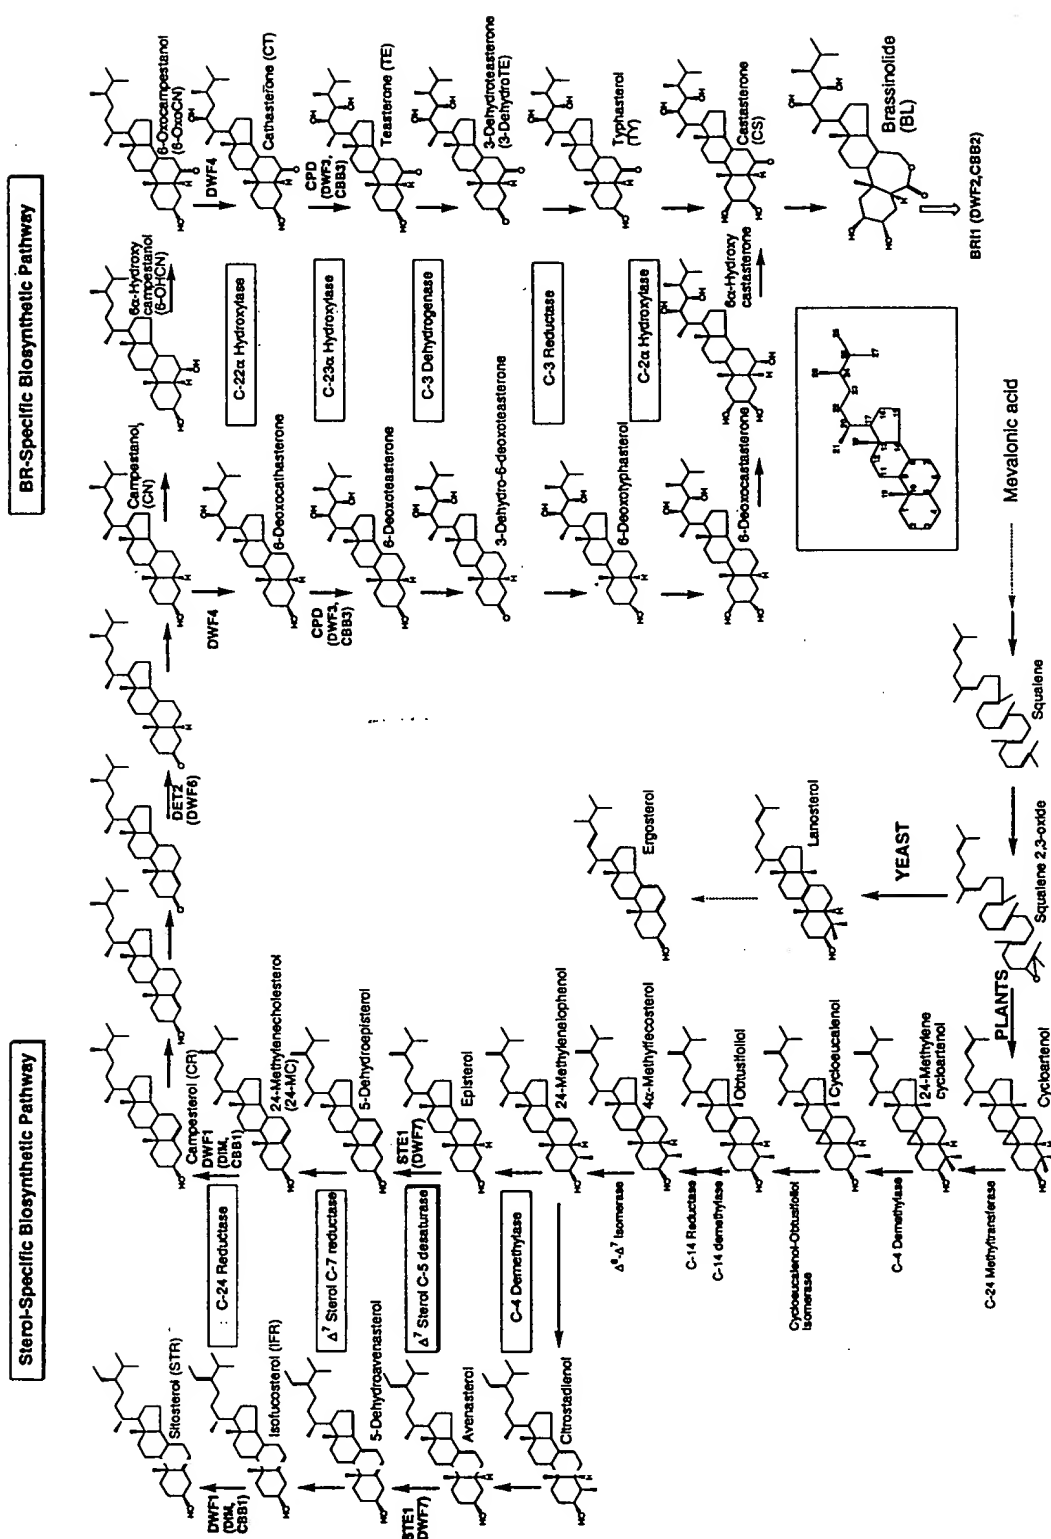 Sterol-Specific Biosynthetic Pathway
BR-Specific Biosynthetic Pathway
Sitosterol (STR)
DWF1
(DIM,
CBB1)
Isofucosterol (IFR)
5-Dehydroavenasterol
STE1
(DWF7)
Avenasterol
Citrostadienol
C-24 Reductase
Δ7 Sterol C-7 reductase
Δ7 Sterol C-5 desaturase
C-4 Demethylase
Campesterol (CR)
DWF1
(DIM,
CBB1)
24-Methylenecholesterol
(24-MC)
5-Dehydroepisterol
STE1
(DWF7)
Episterol
24-Methylenelophenol
4α-Methylfecosterol
C-14 Reductase
C-14 demethylase
Obtusifoliol
Cycloeucalenol-Obtusifoliol
Isomerase
Cycloeucalenol
C-4 Demethylase
24-Methylene
cycloartenol
C-24 Methyltransferase
Cycloartenol
PLANTS
Squalene 2,3-oxide
Squalene
Mevalonic acid
YEAST
Lanosterol
Ergosterol
DET2
(DWF6)
Campestanol
(CN)
6α-Hydroxy
campestanol
(6-OHCN)
6-Oxocampestanol
(6-OxoCN)
DWF4
6-Deoxocathasterone
C-22α Hydroxylase
DWF4
Cathasterone (CT)
CPD
(DWF3,
CBB3)
6-Deoxoteasterone
C-23α Hydroxylase
CPD
(DWF3,
CBB3)
Teasterone (TE)
3-Dehydro-6-deoxoteasterone
C-3 Dehydrogenase
3-Dehydroteasterone
(3-DehydroTE)
6-Deoxotyphasterol
C-3 Reductase
Typhasterol
(TY)
6-Deoxocastasterone
C-2α Hydroxylase
6α-Hydroxy
castasterone
Castasterone
(CS)
Brassinolide
(BL)
BRI1 (DWF2,CBB2)